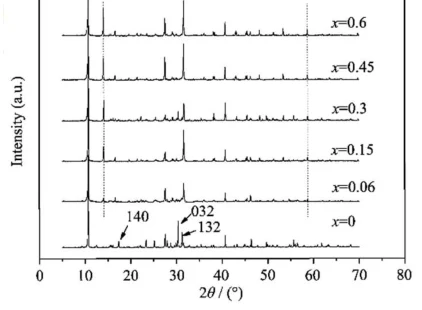 x=0.6
x=0.45
x=0.3
x=0.15
x=0.06
x=0
140
032
132
Intensity (a.u.)
0 10 20 30 40 50 60 70 80
2θ / (°)